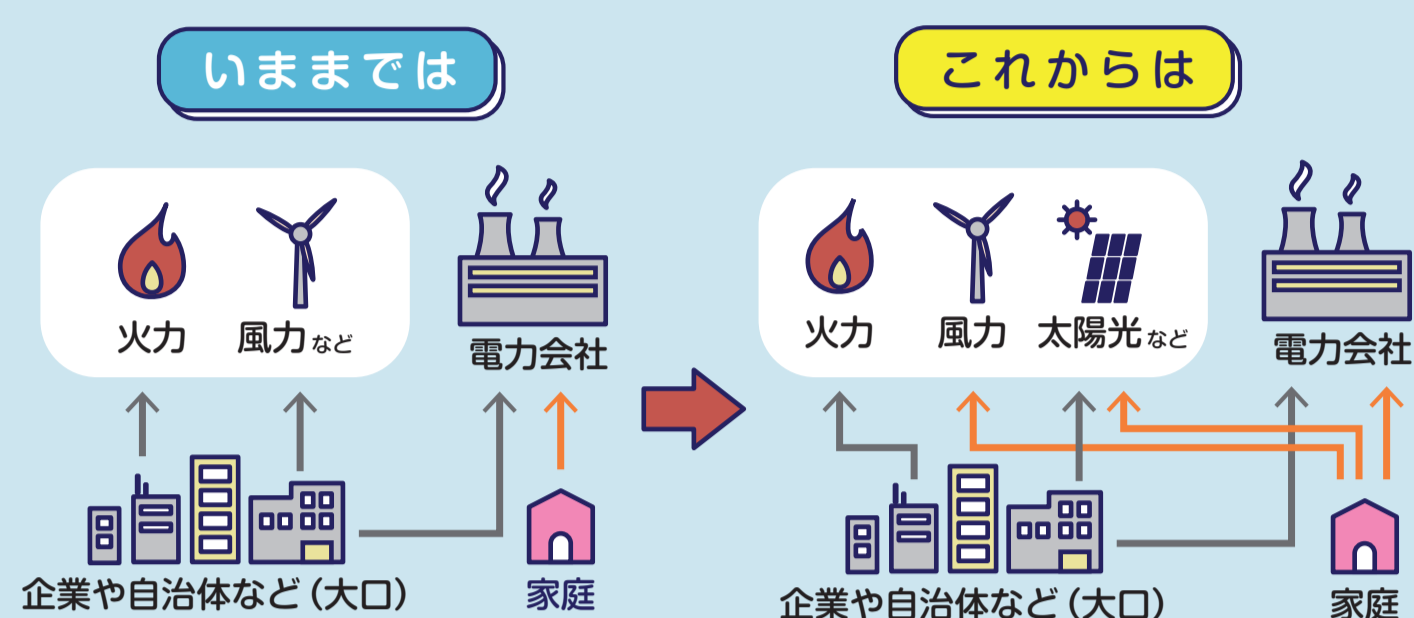 いままでは
火力
風力など
電力会社
企業や自治体など(大口)
家庭
これからは
火力
風力
太陽光など
電力会社
企業や自治体など(大口)
家庭